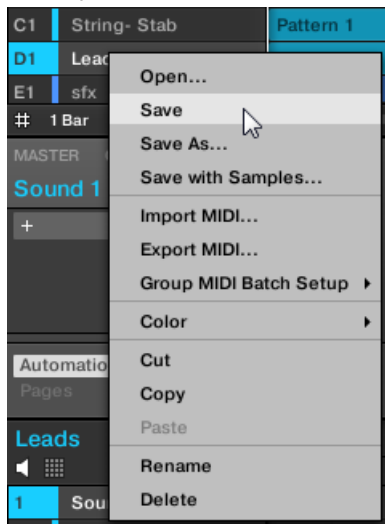 C1 String- Stab Pattern 1
D1 Lead
E1 sfx
# 1 Bar
MASTER
Sound 1
+
Automatio
Pages
Leads
1 Sou
Open...
Save
Save As...
Save with Samples...
Import MIDI...
Export MIDI...
Group MIDI Batch Setup
Color
Cut
Copy
Paste
Rename
Delete